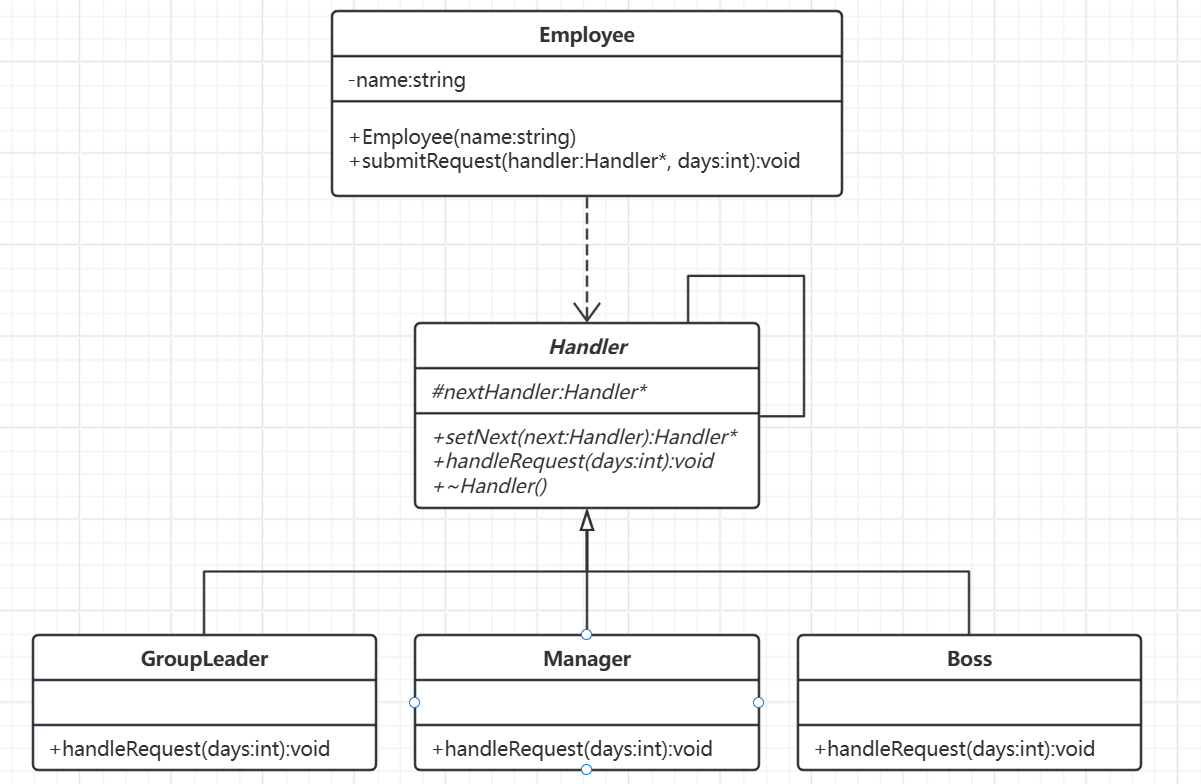 Employee
-name:string
+Employee(name:string)
+submitRequest(handler:Handler*, days:int):void
Handler
#nextHandler:Handler*
+setNext(next:Handler):Handler*
+handleRequest(days:int):void
+~Handler()
GroupLeader
+handleRequest(days:int):void
Manager
+handleRequest(days:int):void
Boss
+handleRequest(days:int):void